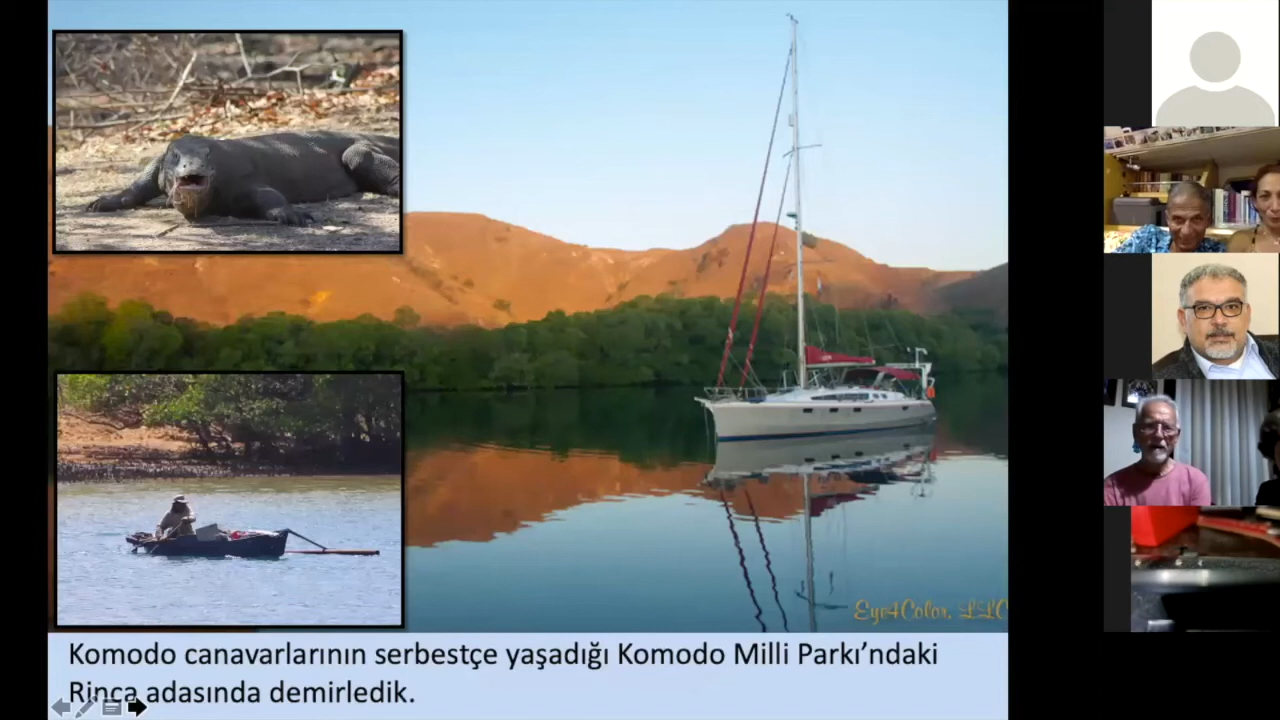 Eye4Color, LLC
Komodo canavarlarının serbestçe yaşadığı Komodo Milli Parkı’ndaki
Rinca adasında demirledik.